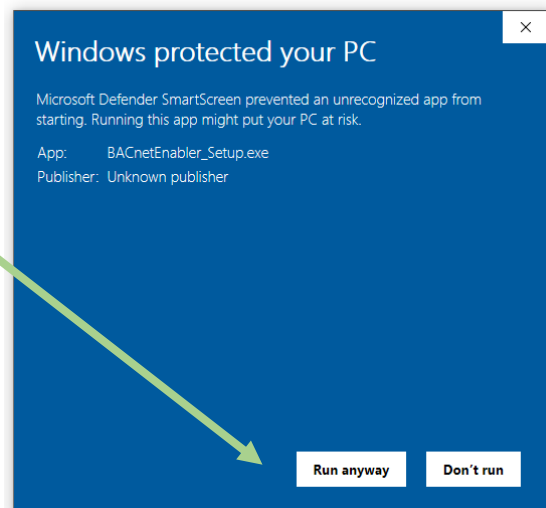 Windows protected your PC
Microsoft Defender SmartScreen prevented an unrecognized app from
starting. Running this app might put your PC at risk.
App: BACnetEnabler_Setup.exe
Publisher: Unknown publisher
Run anyway Don't run